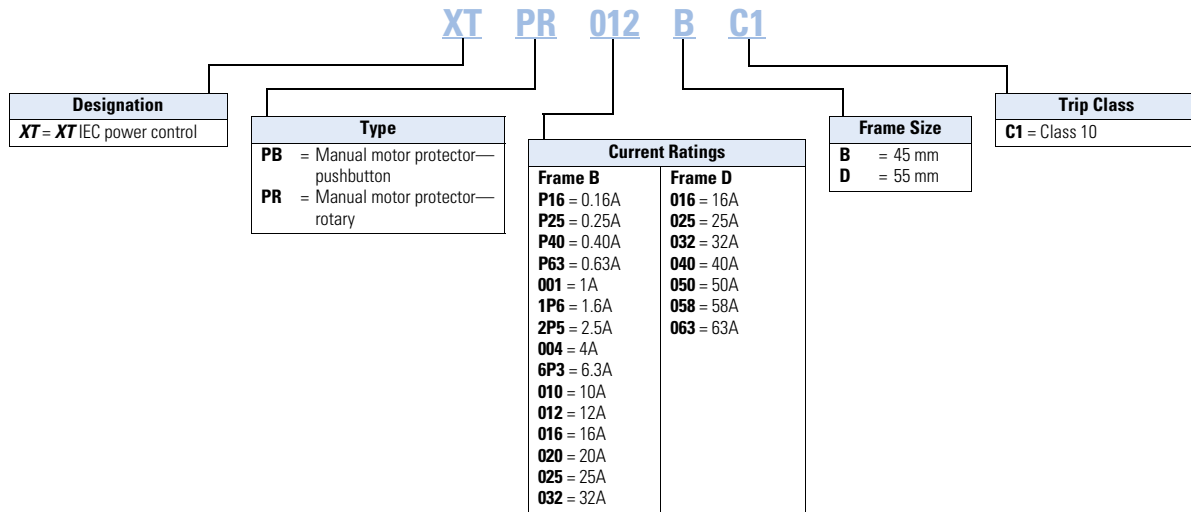 XT PR 012 B C1
Designation
XT = XT IEC power control
Type
PB = Manual motor protector—
pushbutton
PR = Manual motor protector—
rotary
Current Ratings
Frame B
P16 = 0.16A
P25 = 0.25A
P40 = 0.40A
P63 = 0.63A
001 = 1A
1P6 = 1.6A
2P5 = 2.5A
004 = 4A
6P3 = 6.3A
010 = 10A
012 = 12A
016 = 16A
020 = 20A
025 = 25A
032 = 32A
Frame D
016 = 16A
025 = 25A
032 = 32A
040 = 40A
050 = 50A
058 = 58A
063 = 63A
Frame Size
B = 45 mm
D = 55 mm
Trip Class
C1 = Class 10